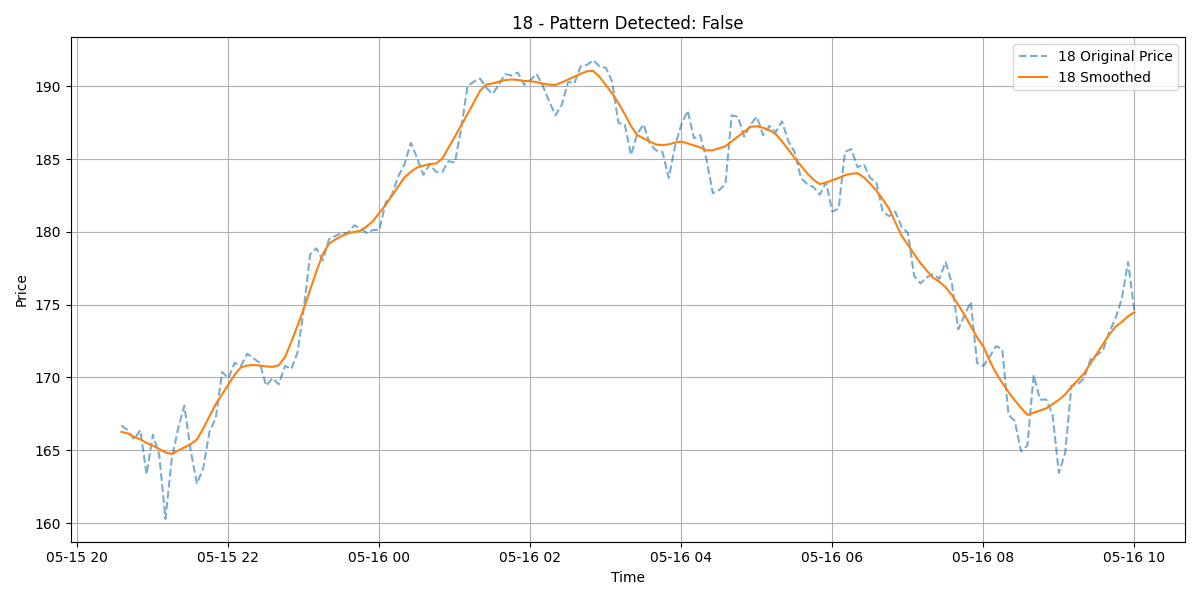 18 - Pattern Detected: False
18 Original Price
18 Smoothed
Price
190
185
180
175
170
165
160
05-15 20 05-15 22 05-16 00 05-16 02 05-16 04 05-16 06 05-16 08 05-16 10
Time